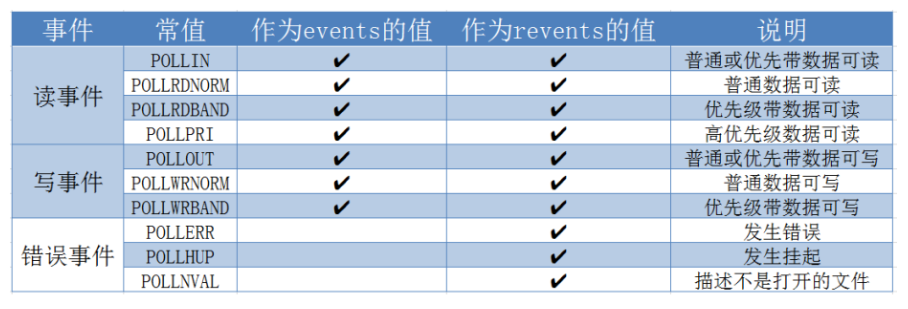 事件 常值 作为events的值 作为revents的值 说明
读事件 POLLIN ✔ ✔ 普通或优先带数据可读
POLLRDNORM ✔ ✔ 普通数据可读
POLLRDBAND ✔ ✔ 优先级带数据可读
POLLPRI ✔ ✔ 高优先级数据可读
写事件 POLLOUT ✔ ✔ 普通或优先带数据可写
POLLWRNORM ✔ ✔ 普通数据可写
POLLWRBAND ✔ ✔ 优先级带数据可写
错误事件 POLLERR ✔ 发生错误
POLLHUP ✔ 发生挂起
POLLNVAL ✔ 描述不是打开的文件